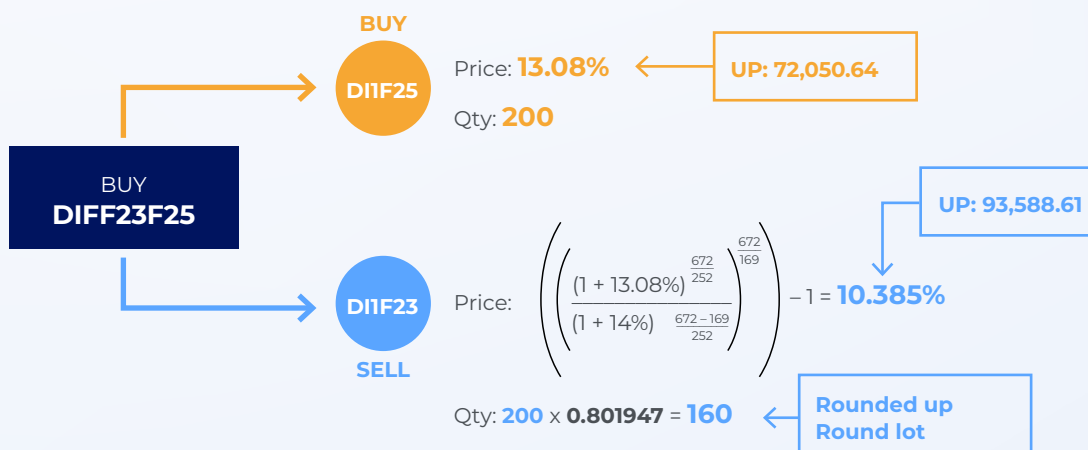 BUY
DI1F25
Price: 13.08%
UP: 72,050.64
Qty: 200
BUY
DIFF23F25
UP: 93,588.61
DI1F23
SELL
Price:
(1 + 13.08%) 672/252
(1 + 14%) 672 – 169/252
672/169
– 1 = 10.385%
Qty: 200 x 0.801947 = 160
Rounded up
Round lot